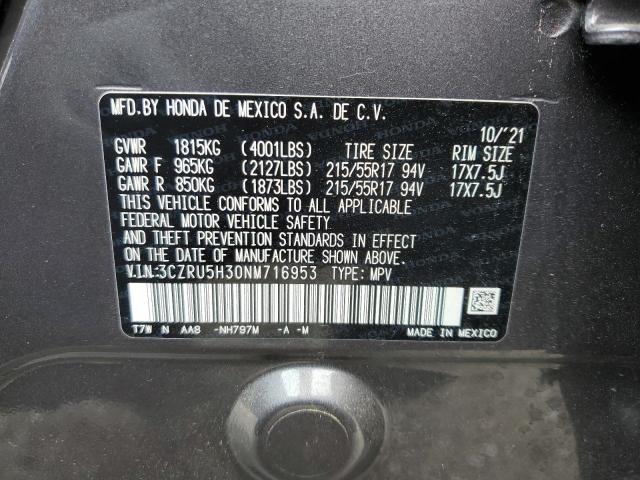 MFD.BY HONDA DE MEXICO S.A. DE C.V.
10/'21
GVWR 1815KG (4001LBS) TIRE SIZE RIM SIZE
GAWR F 965KG (2127LBS) 215/55R17 94V 17X7.5J
GAWR R 850KG (1873LBS) 215/55R17 94V 17X7.5J
THIS VEHICLE CONFORMS TO ALL APPLICABLE
FEDERAL MOTOR VEHICLE SAFETY
AND THEFT PREVENTION STANDARDS IN EFFECT
ON THE DATE OF MANUFACTURE SHOWN ABOVE.
V.I.N.:3CZRU5H30NM716953 TYPE: MPV
T7W N AA8 -NH797M -A -M MADE IN MEXICO